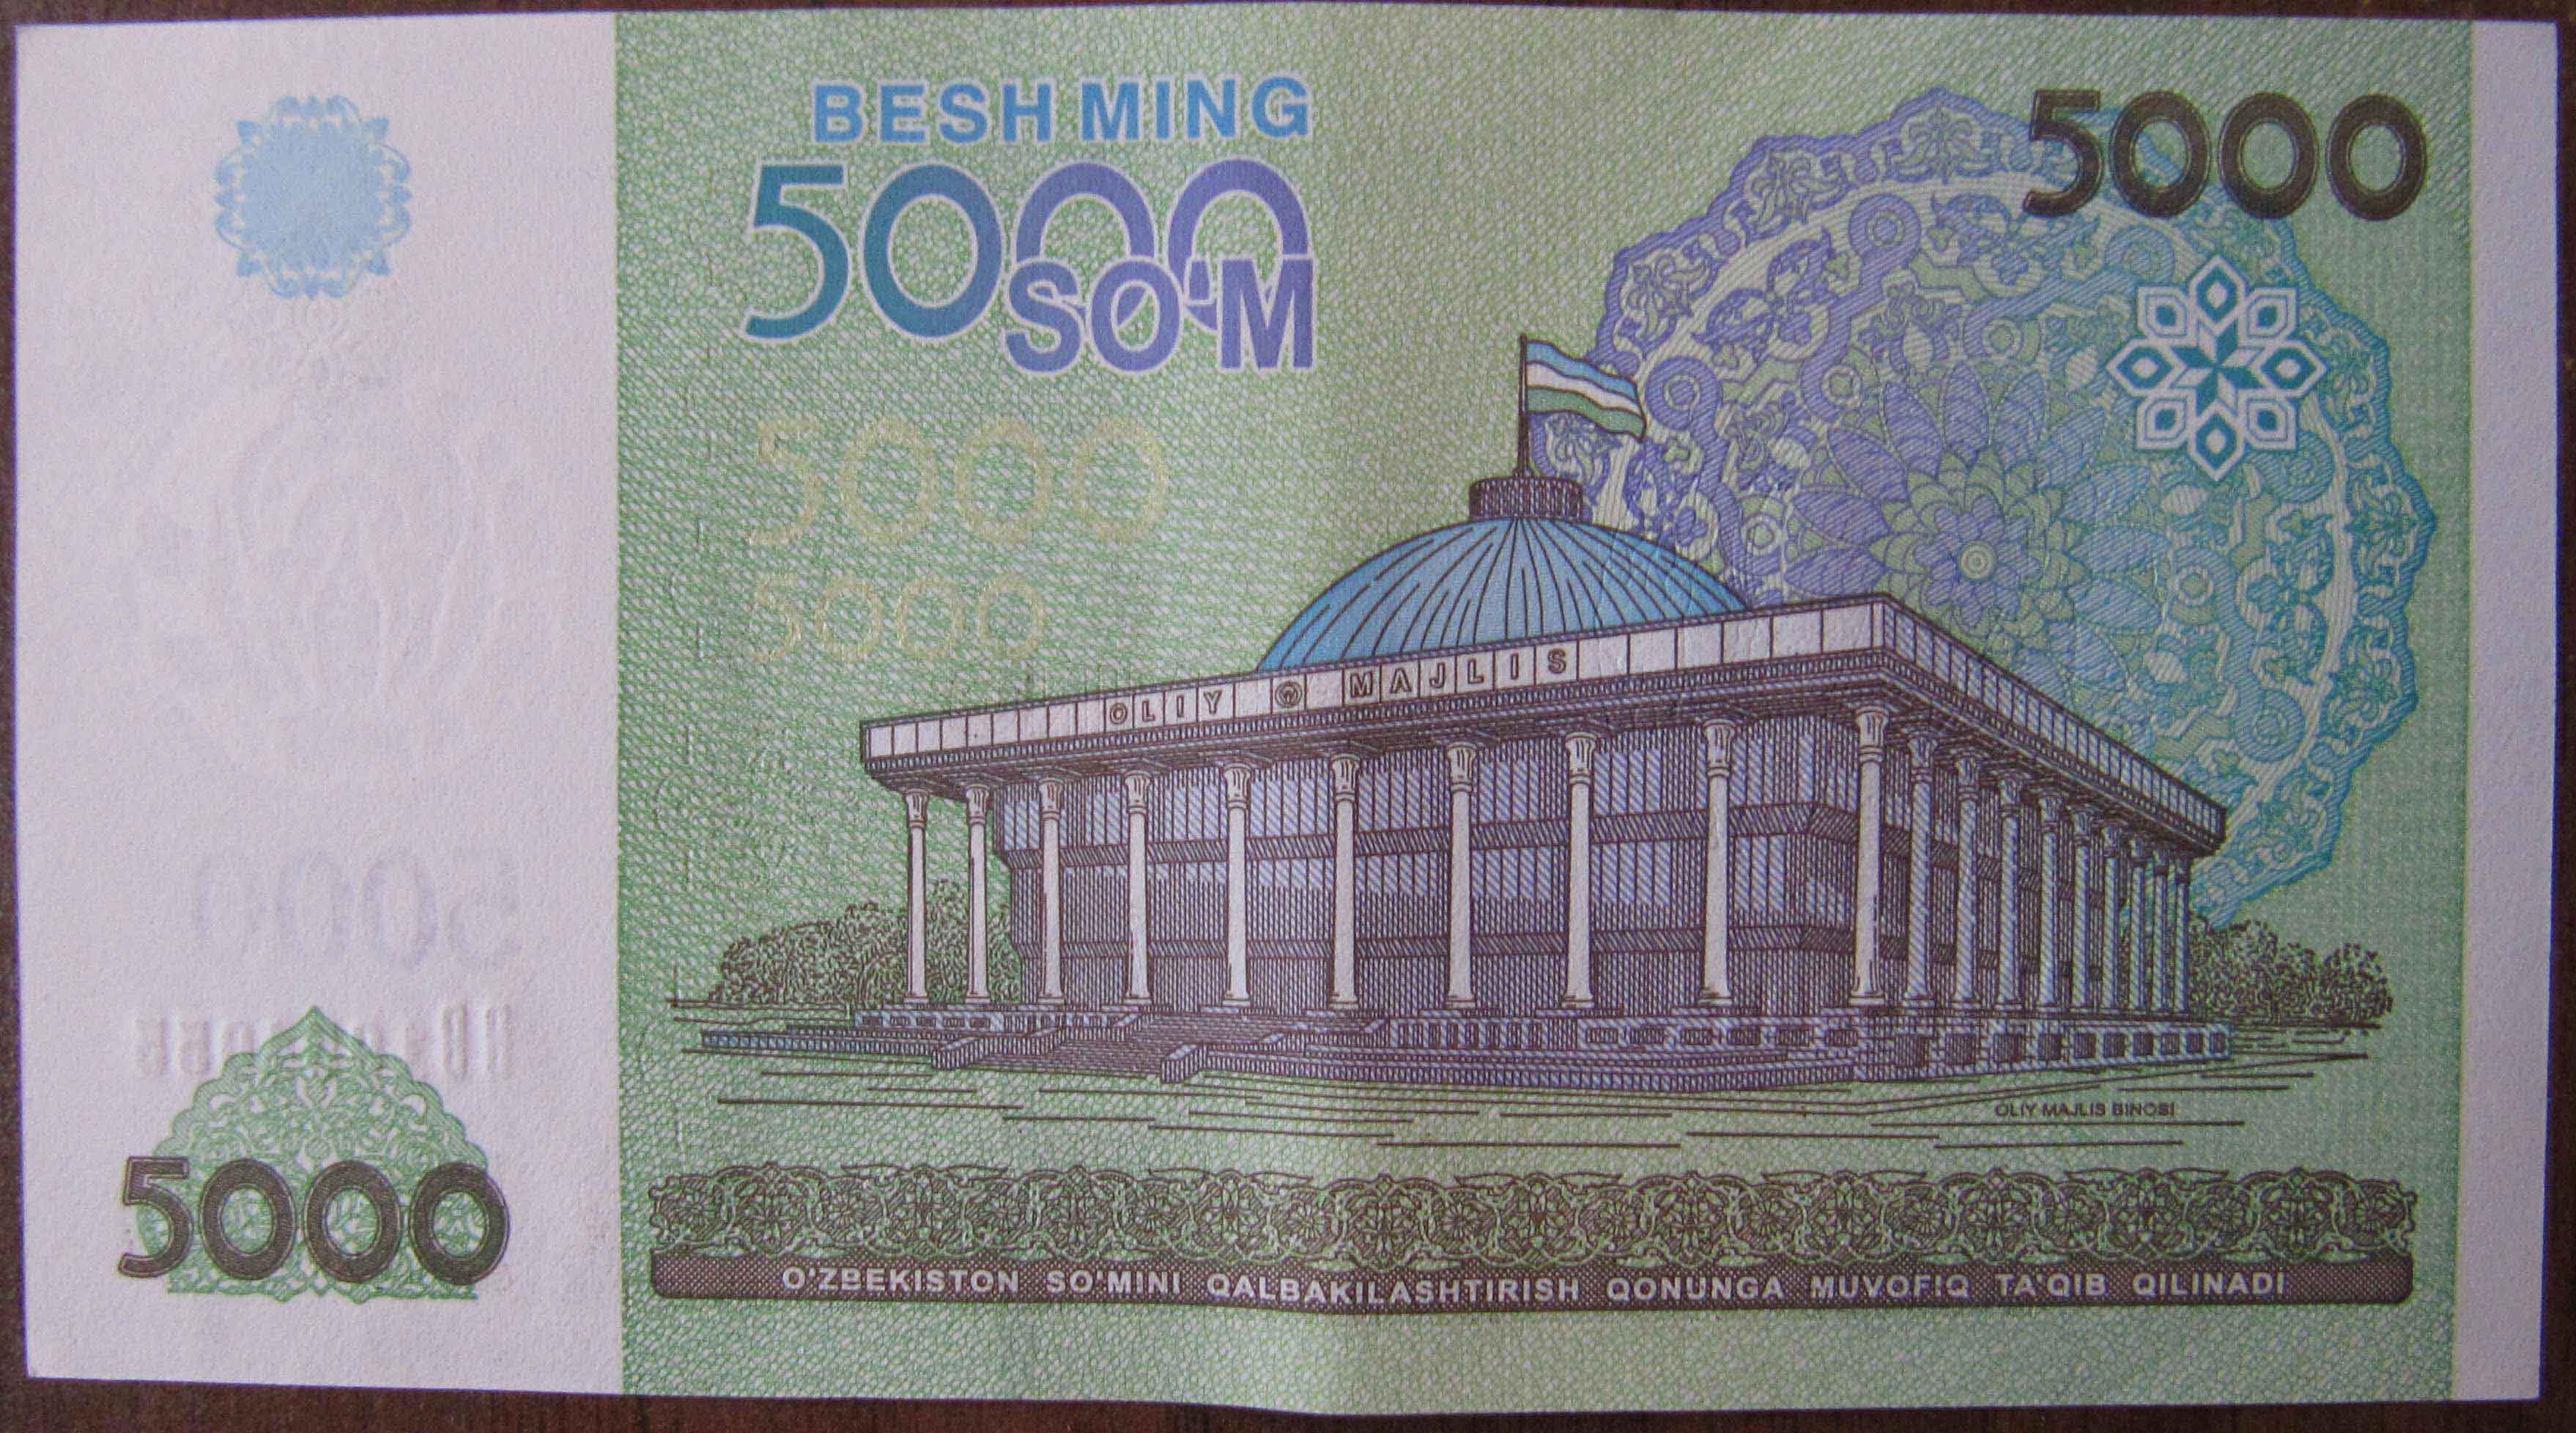 BESH MING
5000
SO'M
5000
5000
5000
OLIY MAJLIS
OLIY MAJLIS BINOSI
5000
O'ZBEKISTON SO'MINI QALBAKILASHTIRISH QONUNGA MUVOFIQ TA'QIB QILINADI